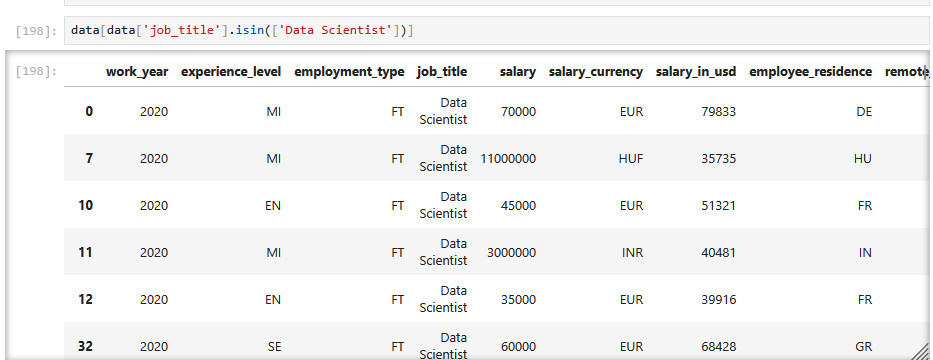 [198]: data[data['job_title'].isin(['Data Scientist'])]
[198]: work_year experience_level employment_type job_title salary salary_currency salary_in_usd employee_residence remote_
0 2020 MI FT Data Scientist 70000 EUR 79833 DE
7 2020 MI FT Data Scientist 11000000 HUF 35735 HU
10 2020 EN FT Data Scientist 45000 EUR 51321 FR
11 2020 MI FT Data Scientist 3000000 INR 40481 IN
12 2020 EN FT Data Scientist 35000 EUR 39916 FR
32 2020 SE FT Data Scientist 60000 EUR 68428 GR